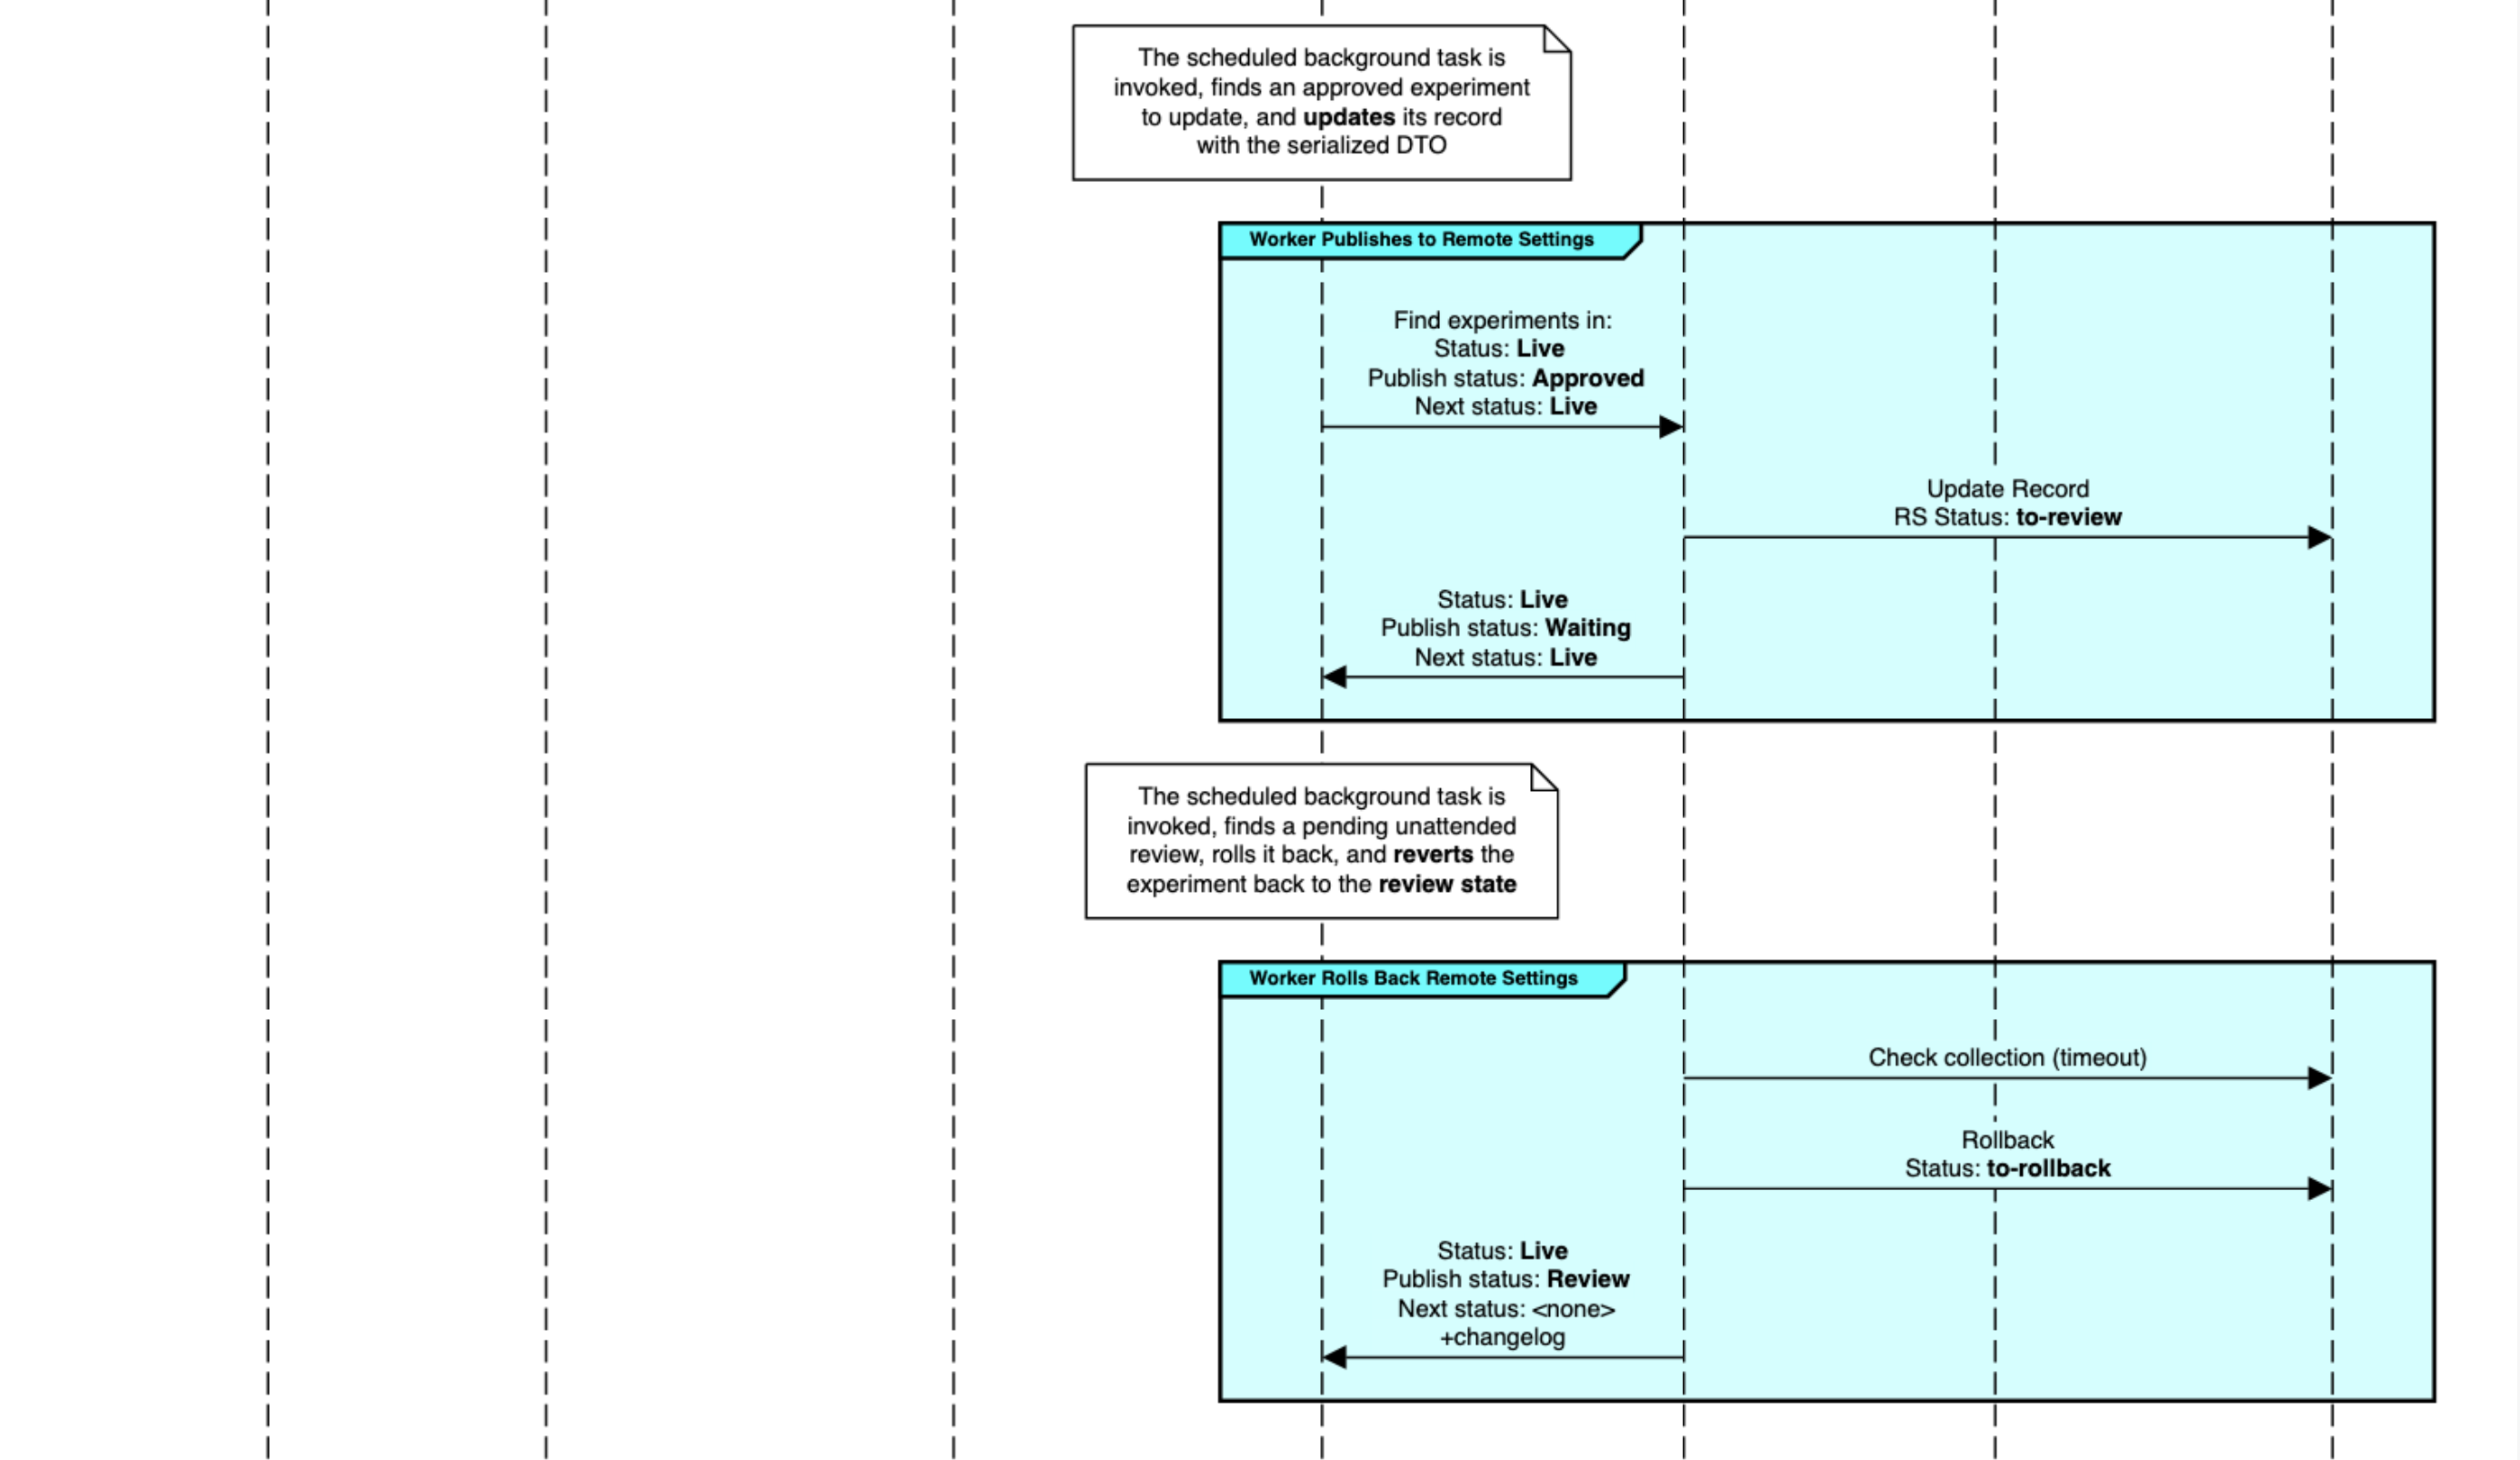 The scheduled background task is
invoked, finds an approved experiment
to update, and updates its record
with the serialized DTO
Worker Publishes to Remote Settings
Find experiments in:
Status: Live
Publish status: Approved
Next status: Live
Update Record
RS Status: to-review
Status: Live
Publish status: Waiting
Next status: Live
The scheduled background task is
invoked, finds a pending unattended
review, rolls it back, and reverts the
experiment back to the review state
Worker Rolls Back Remote Settings
Check collection (timeout)
Rollback
Status: to-rollback
Status: Live
Publish status: Review
Next status: <none>
+changelog